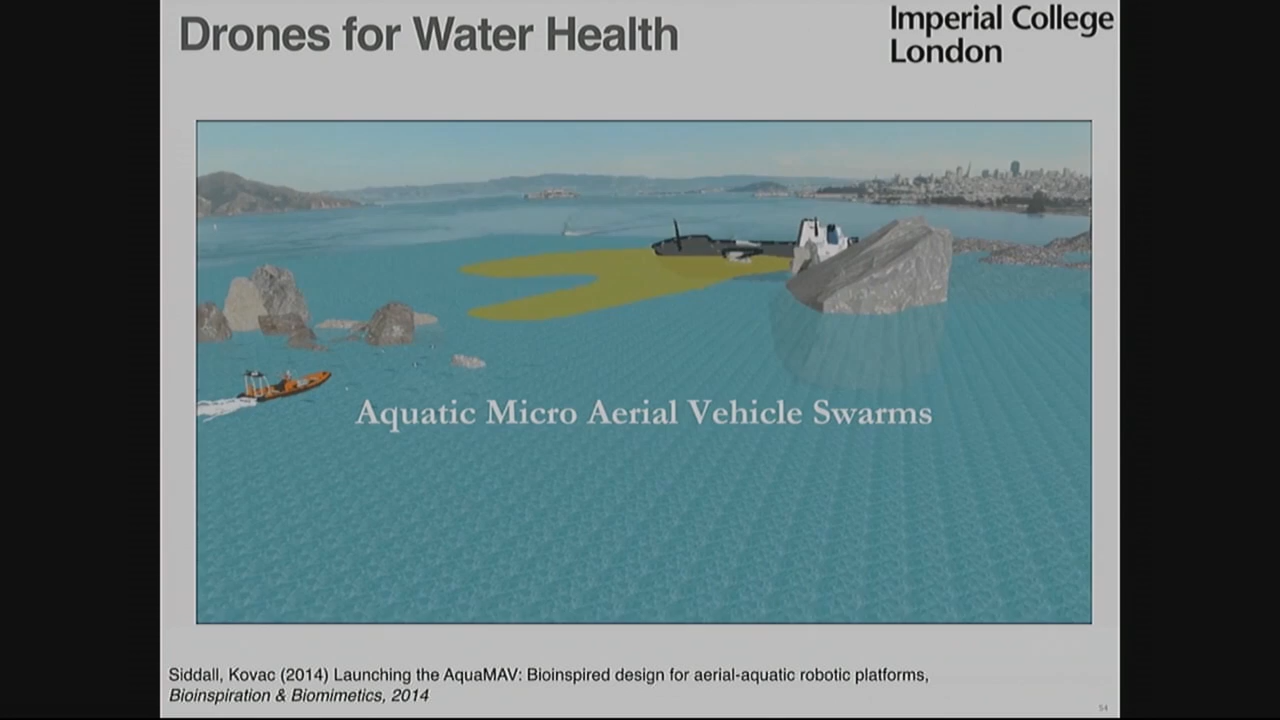 Drones for Water Health
Imperial College
London
Aquatic Micro Aerial Vehicle Swarms
Siddall, Kovac (2014) Launching the AquaMAV: Bioinspired design for aerial-aquatic robotic platforms,
Bioinspiration & Biomimetics, 2014
54